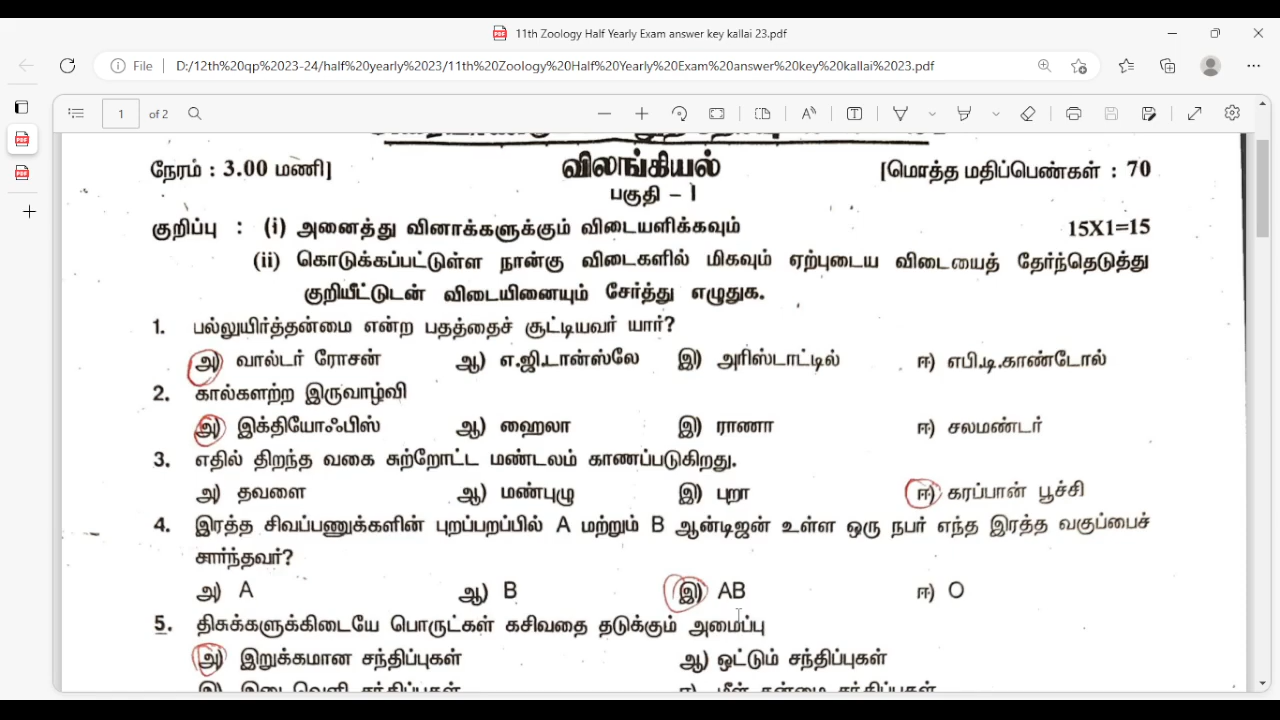 11th Zoology Half Yearly Exam answer key kallai 23.pdf
File D:/12th%20qp%2023-24/half%20yearly%2023/11th%20Zoology%20Half%20Yearly%20Exam%20answer%20key%20kallai%2023.pdf
1 of 2
நேரம் : 3.00 மணி] விலங்கியல் [மொத்த மதிப்பெண்கள் : 70
பகுதி – I
குறிப்பு : (i) அனைத்து வினாக்களுக்கும் விடையளிக்கவும் 15X1=15
(ii) கொடுக்கப்பட்டுள்ள நான்கு விடைகளில் மிகவும் ஏற்புடைய விடையைத் தேர்ந்தெடுத்து
குறியீட்டுடன் விடையினையும் சேர்த்து எழுதுக.
1. பல்லுயிர்த்தன்மை என்ற பதத்தைச் சூட்டியவர் யார்?
அ) வால்டர் ரோசன் ஆ) எ.ஜி.டான்ஸ்லே இ) அரிஸ்டாட்டில் ஈ) எபி.டி.காண்டோல்
2. கால்களற்ற இருவாழ்வி
அ) இக்தியோஃபிஸ் ஆ) ஹைலா இ) ராணா ஈ) சலமண்டர்
3. எதில் திறந்த வகை சுற்றோட்ட மண்டலம் காணப்படுகிறது.
அ) தவளை ஆ) மண்புழு இ) புறா ஈ) கரப்பான் பூச்சி
4. இரத்த சிவப்பணுக்களின் புறப்பறப்பில் A மற்றும் B ஆன்டிஜன் உள்ள ஒரு நபர் எந்த இரத்த வகுப்பைச்
சார்ந்தவர்?
அ) A ஆ) B இ) AB ஈ) O
5. திசுக்களுக்கிடையே பொருட்கள் கசிவதை தடுக்கும் அமைப்பு
அ) இறுக்கமான சந்திப்புகள் ஆ) ஒட்டும் சந்திப்புகள்